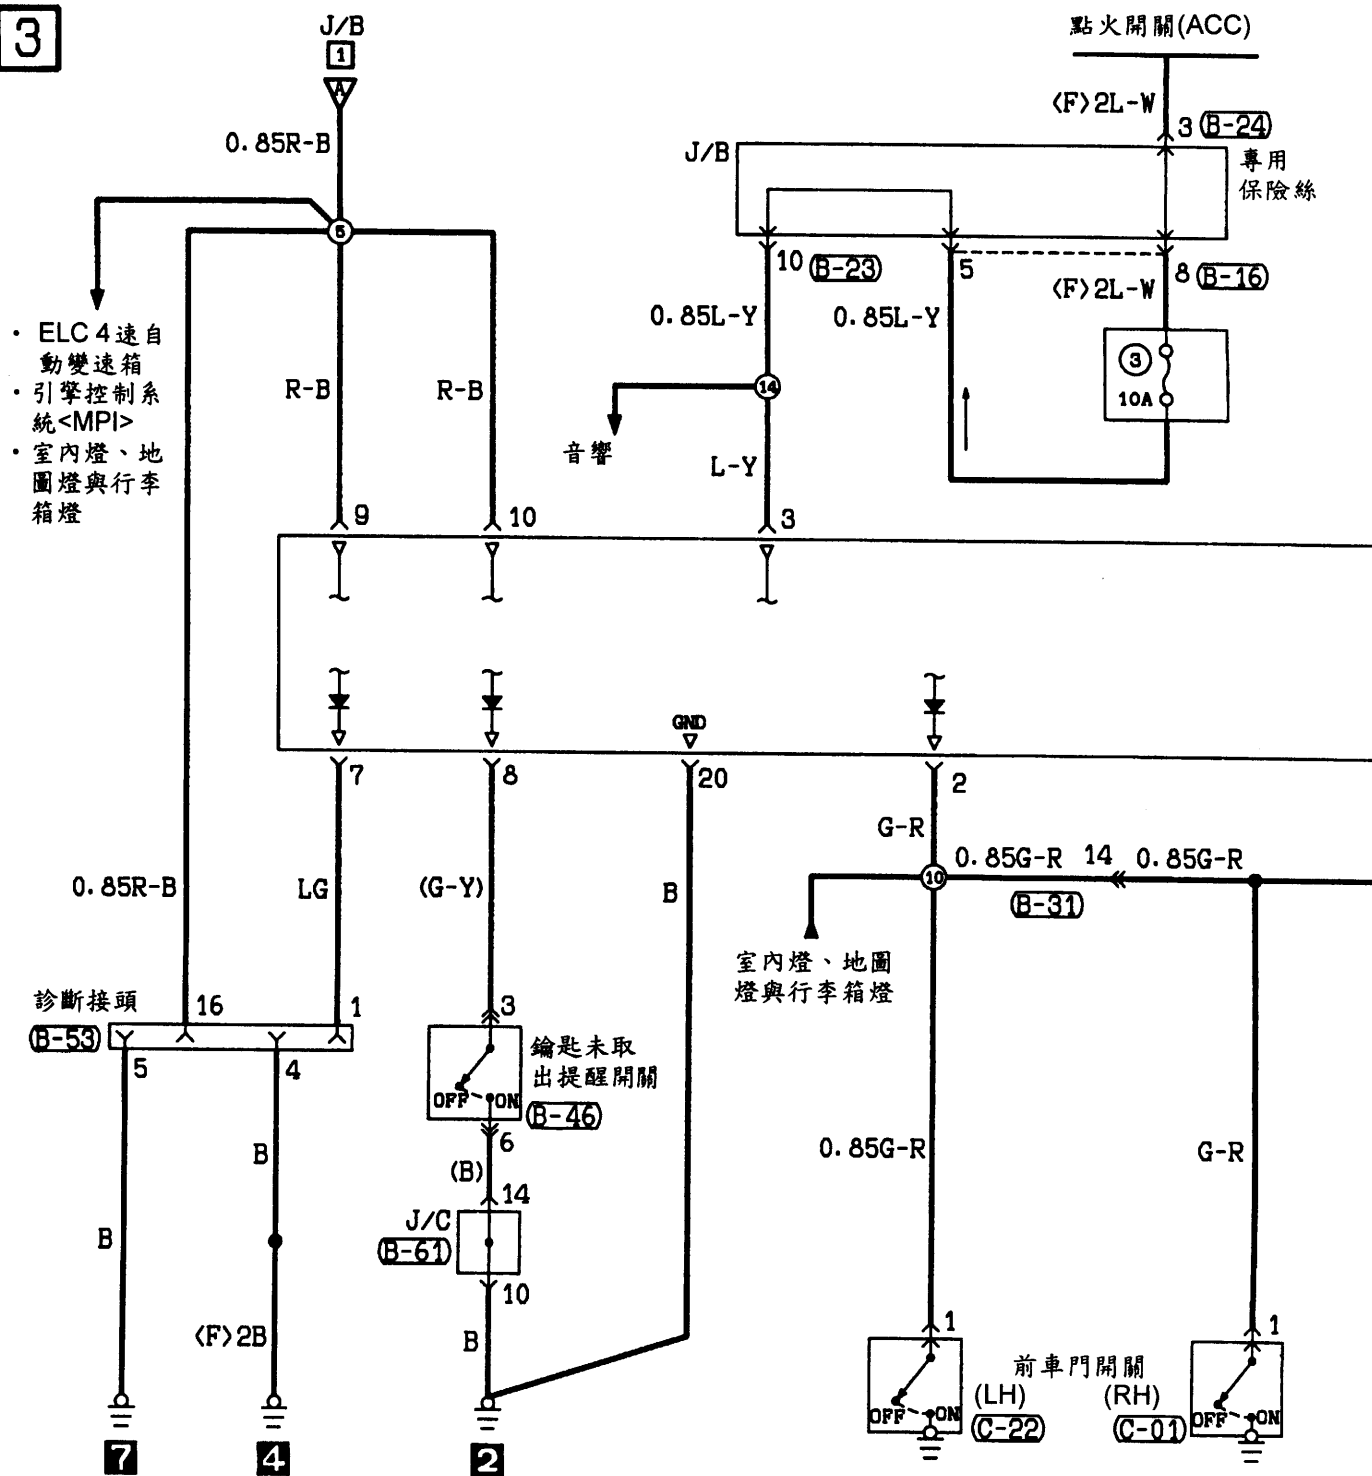 3
J/B
1
A
點火開關(ACC)
<F>2L-W
3 (B-24)
0.85R-B
J/B
專用
保險絲
5
10 (B-23)
5
8 (B-16)
<F>2L-W
0.85L-Y
0.85L-Y
・ ELC 4速自
動變速箱
・引擎控制系
統<MPI>
・室內燈、地
圖燈與行李
箱燈
R-B
R-B
14
3
10A
音響
L-Y
9
10
3
GND
7
8
20
2
G-R
0.85R-B
LG
(G-Y)
B
10
0.85G-R 14 0.85G-R
(B-31)
室內燈、地圖
燈與行李箱燈
診斷接頭
(B-53)
16
1
5
4
3
鑰匙未取
出提醒開關
(B-46)
OFF ON
6
(B)
14
J/C
(B-61)
10
B
B
B
<F>2B
0.85G-R
G-R
1
1
前車門開關
(LH)
(RH)
OFF ON
(C-22)
(C-01)
OFF ON
7
4
2